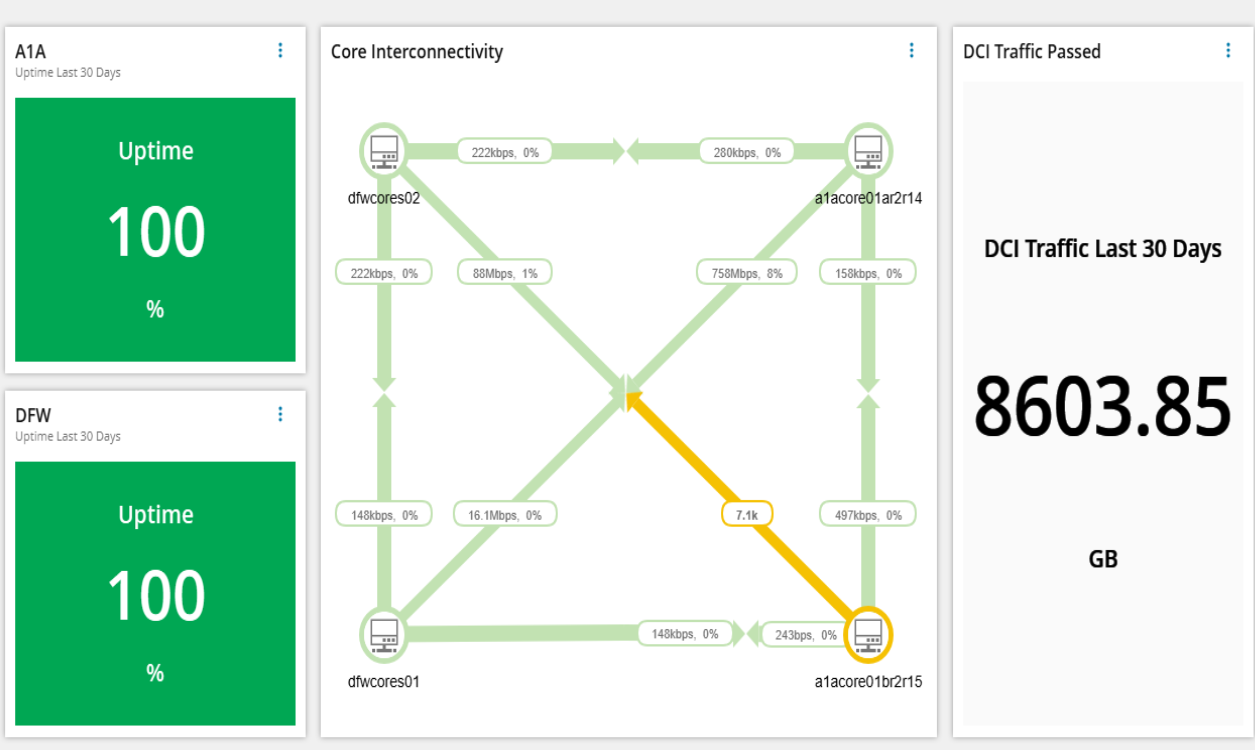 A1A
Uptime Last 30 Days
Uptime
100
%
DFW
Uptime Last 30 Days
Uptime
100
%
Core Interconnectivity
222kbps, 0%
280kbps, 0%
dfwcores02
a1acore01ar2r14
222kbps, 0%
88Mbps, 1%
758Mbps, 8%
158kbps, 0%
148kbps, 0%
16.1Mbps, 0%
7.1k
497kbps, 0%
148kbps, 0%
243bps, 0%
dfwcores01
a1acore01br2r15
DCI Traffic Passed
DCI Traffic Last 30 Days
8603.85
GB